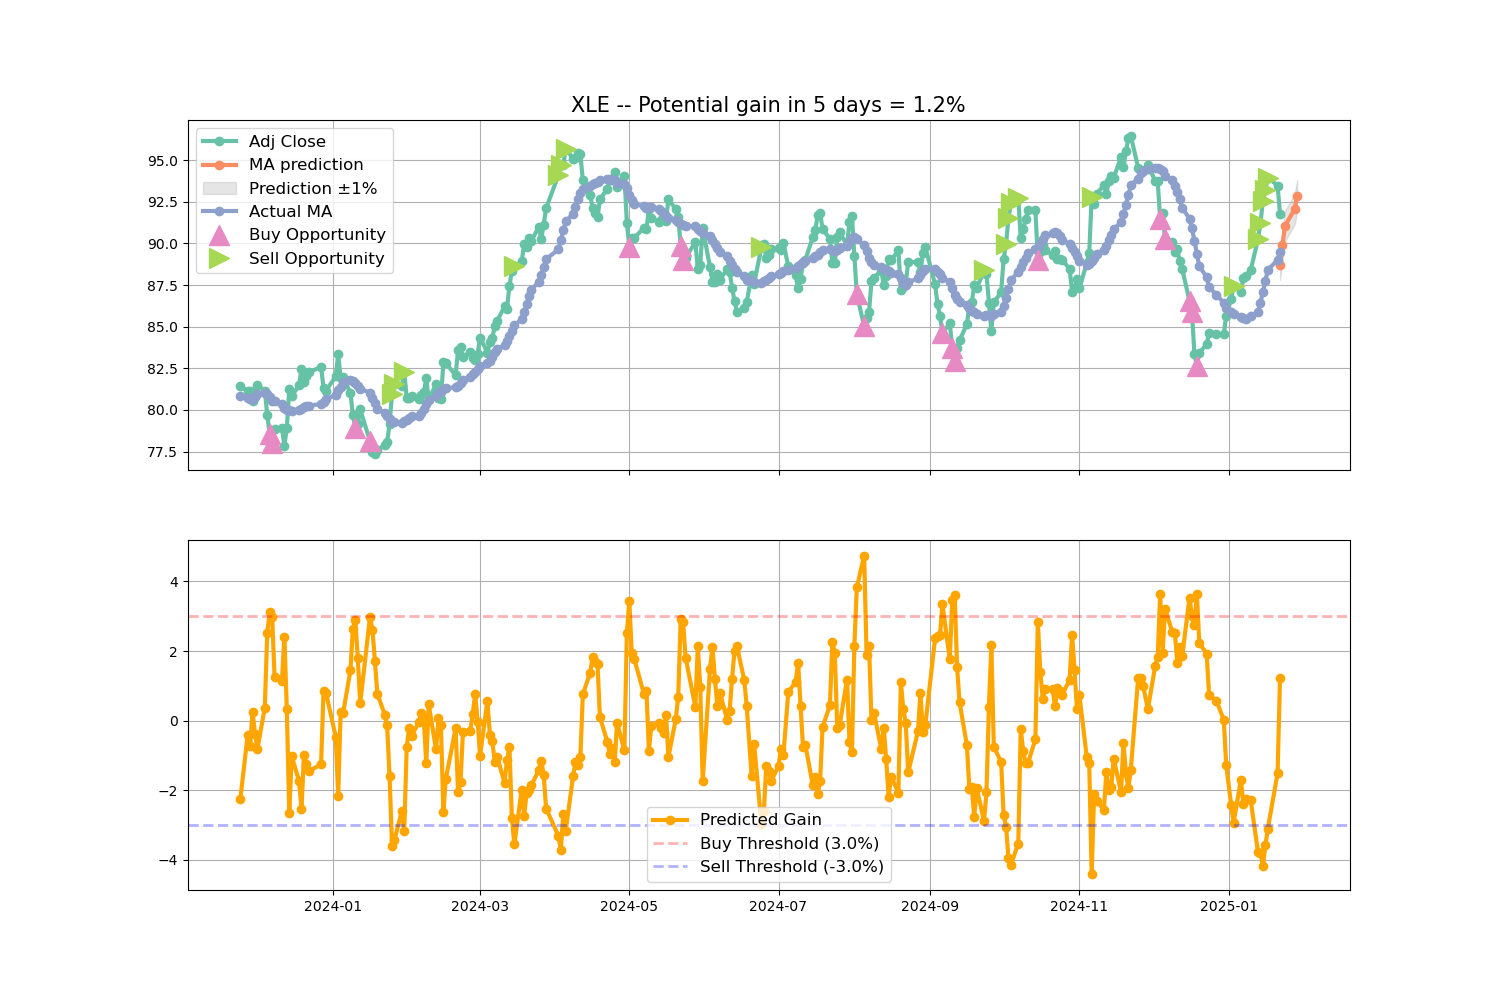 XLE -- Potential gain in 5 days = 1.2%
Adj Close
MA prediction
Prediction ±1%
Actual MA
Buy Opportunity
Sell Opportunity
95.0
92.5
90.0
87.5
85.0
82.5
80.0
77.5
4
2
0
−2
−4
Predicted Gain
Buy Threshold (3.0%)
Sell Threshold (-3.0%)
2024-01 2024-03 2024-05 2024-07 2024-09 2024-11 2025-01